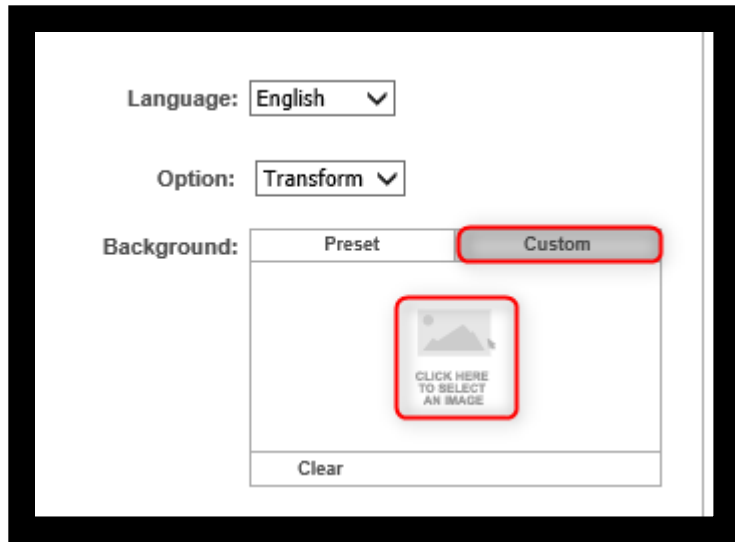 Language: English
Option: Transform
Background: Preset Custom
CLICK HERE
TO SELECT
AN IMAGE
Clear